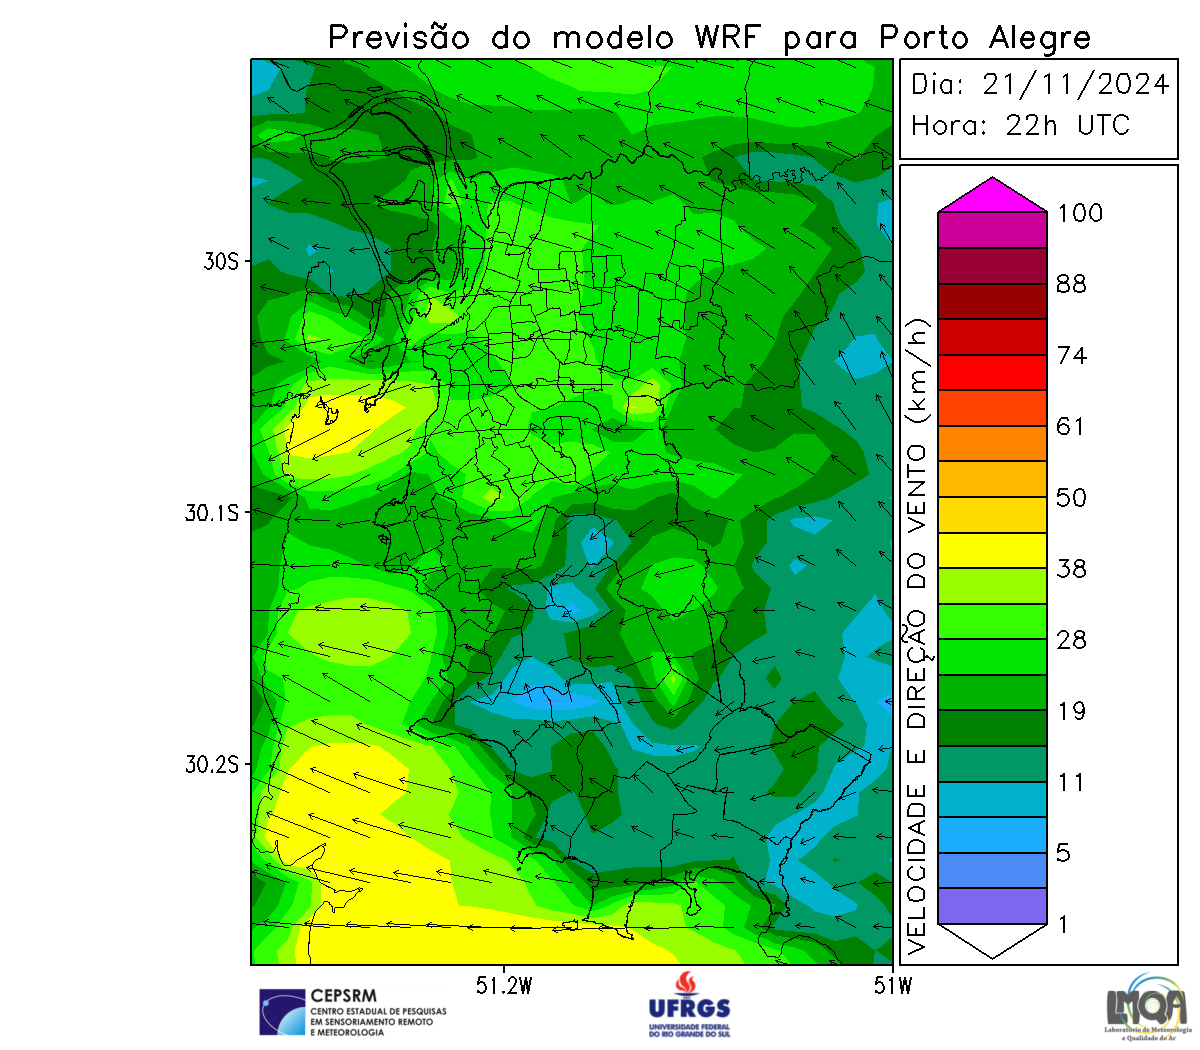 Previsão do modelo WRF para Porto Alegre
Dia: 21/11/2024
Hora: 22h UTC
30S
30.1S
30.2S
51.2W
51W
VELOCIDADE E DIREÇÃO DO VENTO (km/h)
100
88
74
61
50
38
28
19
11
5
1
CEPSRM
CENTRO ESTADUAL DE PESQUISAS
EM SENSORIAMENTO REMOTO
E METEOROLOGIA
UFRGS
UNIVERSIDADE FEDERAL
DO RIO GRANDE DO SUL
LMQA
Laboratório de Meteorologia
e Qualidade do Ar